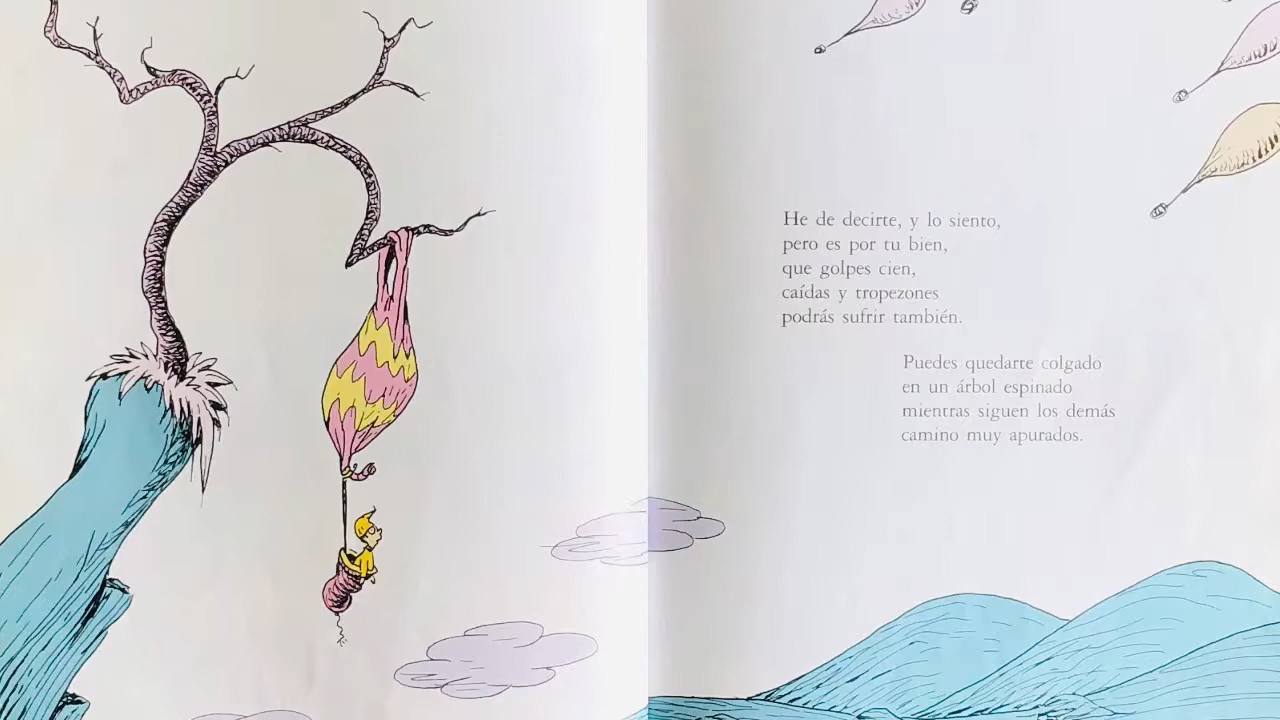 He de decirte, y lo siento,
pero es por tu bien,
que golpes cien,
caídas y tropezones
podrás sufrir también.
Puedes quedarte colgado
en un árbol espinado
mientras siguen los demás
camino muy apurados.